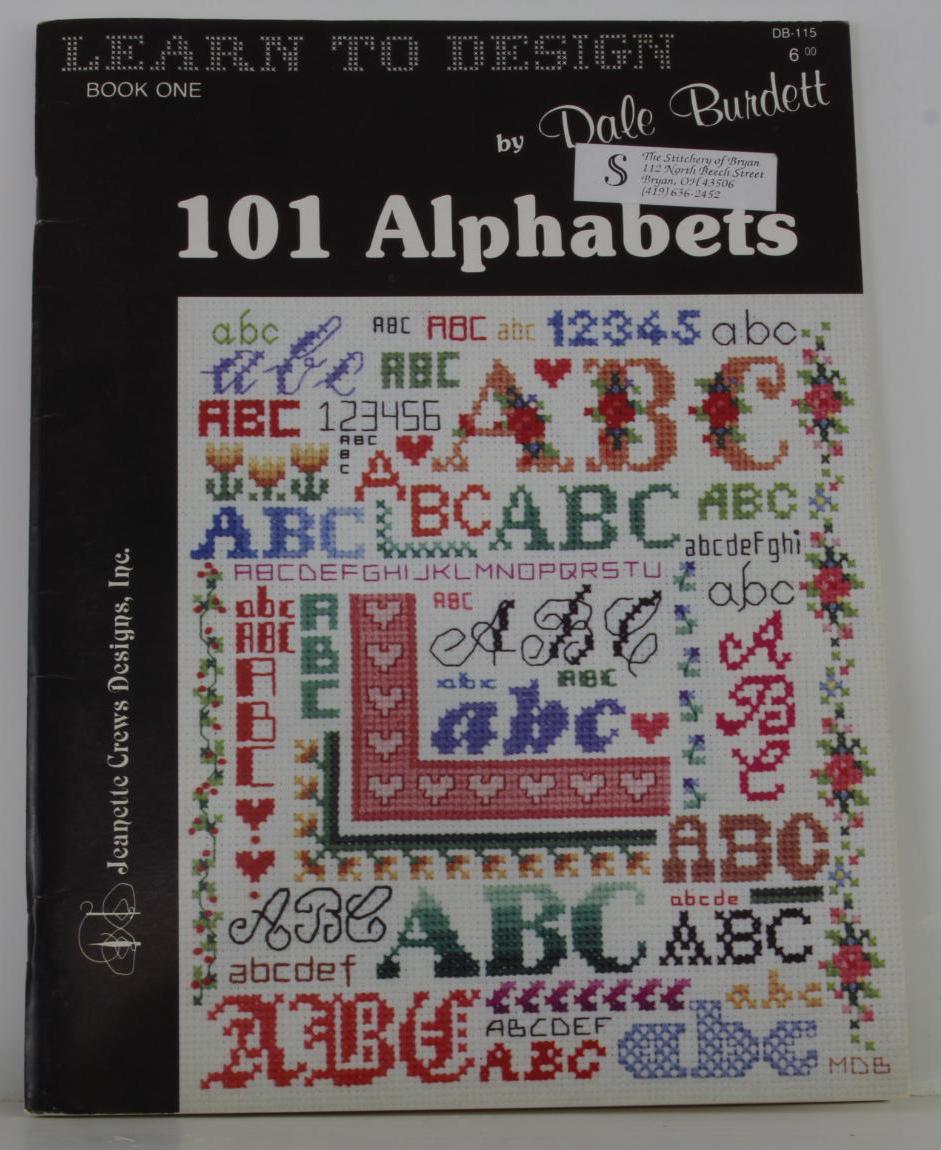 LEARN TO DESIGN
DB-115
6.00
BOOK ONE
by Dale Burdett
S
The Stitchery of Bryan
112 North Beech Street
Bryan, OH 43506
(419) 636-2452
101 Alphabets
Jeanette Crews Designs, Inc.
abc
abc
ABC
ABC
abc
12345
abc
ABC
ABC
ABC
123456
ABC
B
C
ABC
ABC
ABC
ABC
abcdefghi
ABCDEFGHIJKLMNOPQRSTU
abc
abc
ABC
ABC
ABC
ABC
ABC
ABC
abc
ABC
abc
ABC
ABC
abcde
ABC
ABC
ABC
abcdef
ABC
ABCDEF
ABC
abc
abc
MDB